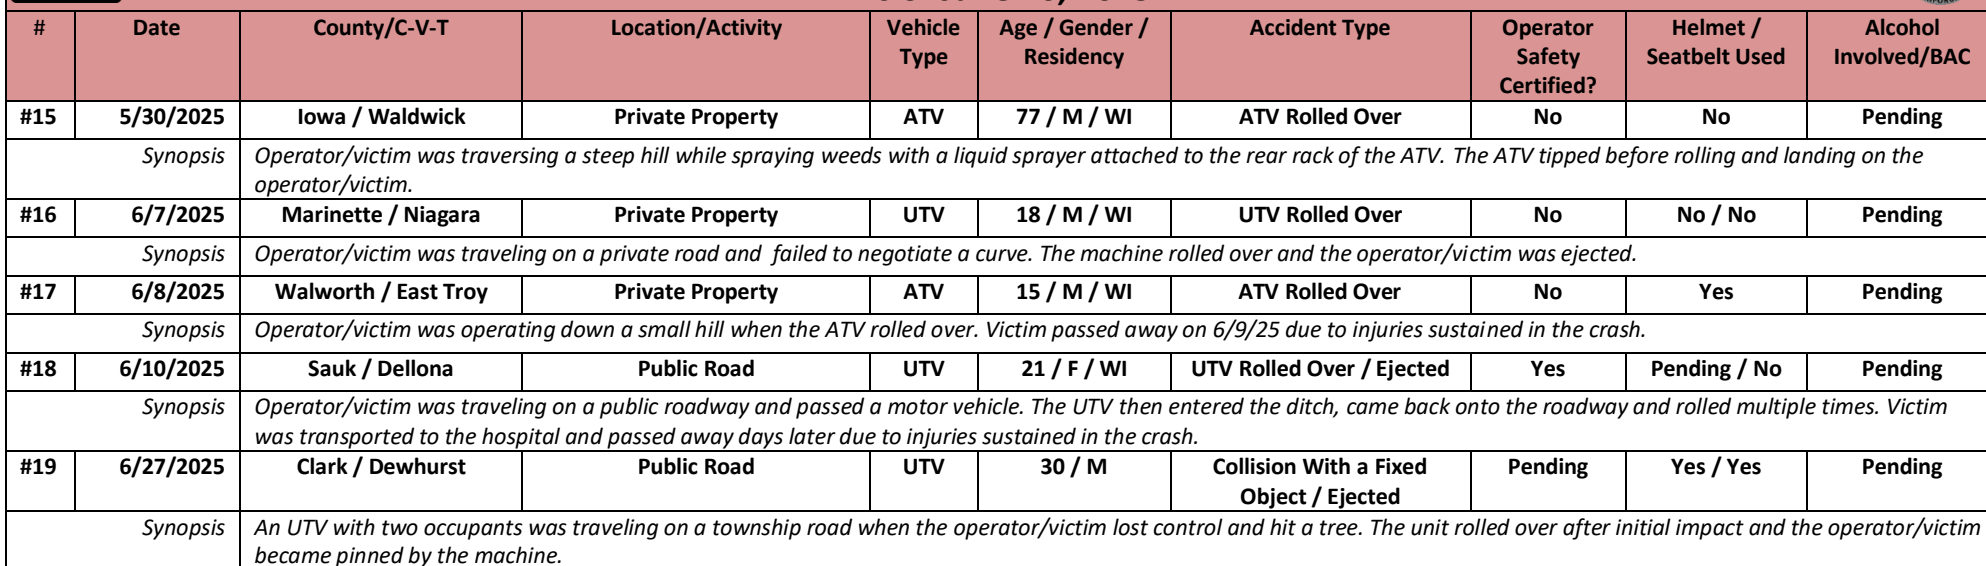 # Date County/C-V-T Location/Activity Vehicle Age / Gender / Accident Type Operator Helmet / Alcohol
Type Residency Safety Seatbelt Used Involved/BAC
Certified?
#15 5/30/2025 Iowa / Waldwick Private Property ATV 77 / M / WI ATV Rolled Over No No Pending
Synopsis Operator/victim was traversing a steep hill while spraying weeds with a liquid sprayer attached to the rear rack of the ATV. The ATV tipped before rolling and landing on the
operator/victim.
#16 6/7/2025 Marinette / Niagara Private Property UTV 18 / M / WI UTV Rolled Over No No / No Pending
Synopsis Operator/victim was traveling on a private road and  failed to negotiate a curve. The machine rolled over and the operator/victim was ejected.
#17 6/8/2025 Walworth / East Troy Private Property ATV 15 / M / WI ATV Rolled Over No Yes Pending
Synopsis Operator/victim was operating down a small hill when the ATV rolled over. Victim passed away on 6/9/25 due to injuries sustained in the crash.
#18 6/10/2025 Sauk / Dellona Public Road UTV 21 / F / WI UTV Rolled Over / Ejected Yes Pending / No Pending
Synopsis Operator/victim was traveling on a public roadway and passed a motor vehicle. The UTV then entered the ditch, came back onto the roadway and rolled multiple times. Victim
was transported to the hospital and passed away days later due to injuries sustained in the crash.
#19 6/27/2025 Clark / Dewhurst Public Road UTV 30 / M Collision With a Fixed Pending Yes / Yes Pending
Object / Ejected
Synopsis An UTV with two occupants was traveling on a township road when the operator/victim lost control and hit a tree. The unit rolled over after initial impact and the operator/victim
became pinned by the machine.